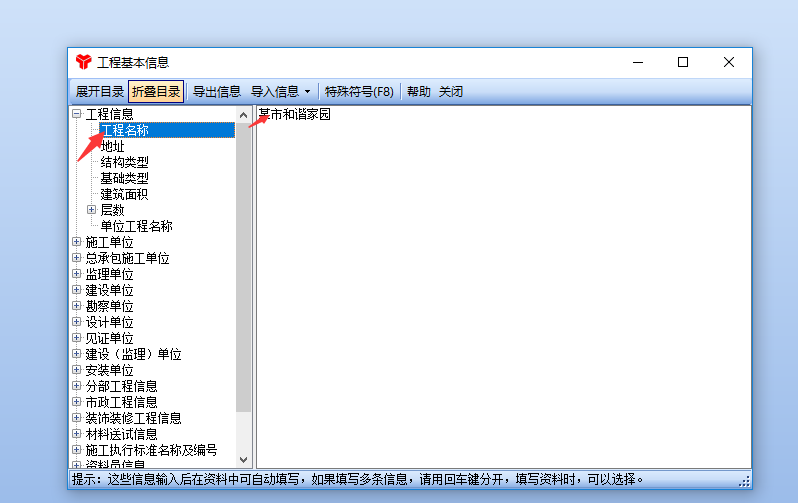 工程基本信息
展开目录 折叠目录 导出信息 导入信息 特殊符号(F8) 帮助 关闭
工程信息
工程名称
地址
结构类型
基础类型
建筑面积
层数
单位工程名称
施工单位
总承包施工单位
监理单位
建设单位
勘察单位
设计单位
见证单位
建设（监理）单位
安装单位
分部工程信息
市政工程信息
装饰装修工程信息
材料送试信息
施工执行标准名称及编号
资料员信息
某市和谐家园
提示：这些信息输入后在资料中可自动填写，如果填写多条信息，请用回车键分开，填写资料时，可以选择。